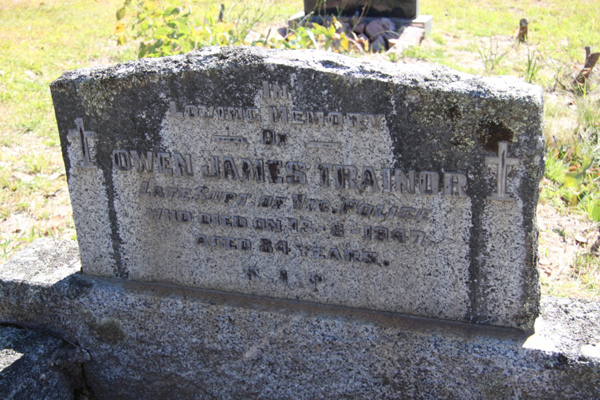 IN
LOVING MEMORY
OF
OWEN JAMES TRAINOR
LATE SUPT. OF VIC. POLICE
WHO DIED ON -8-1947
AGED 84 YEARS.
R.I.P